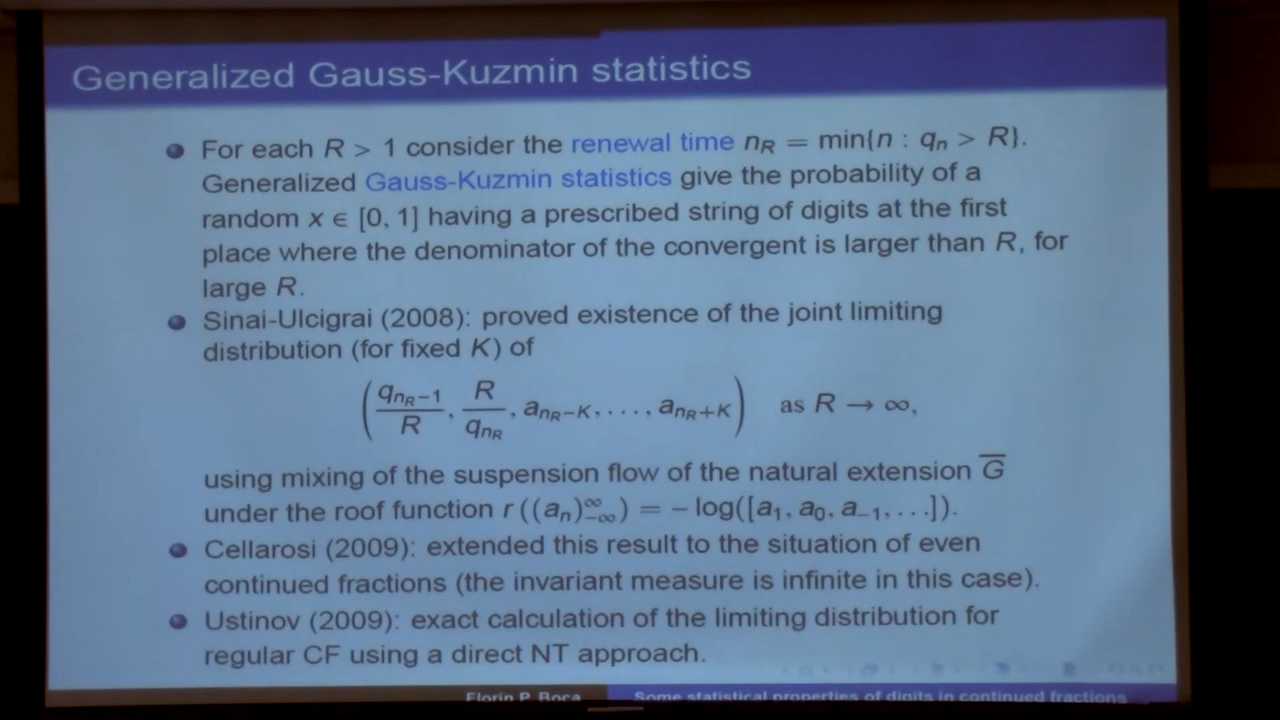 Generalized Gauss-Kuzmin statistics
For each R > 1 consider the renewal time n_R = min{n : q_n > R}.
Generalized Gauss-Kuzmin statistics give the probability of a
random x ∈ [0, 1] having a prescribed string of digits at the first
place where the denominator of the convergent is larger than R, for
large R.
Sinai-Ulcigrai (2008): proved existence of the joint limiting
distribution (for fixed K) of
(q_{n_R−1}/R, R/q_{n_R}, a_{n_R−K}, . . . , a_{n_R+K}) as R → ∞,
using mixing of the suspension flow of the natural extension G̅
under the roof function r((a_n)_{−∞}^∞) = − log([a_1, a_0, a_{−1}, . . .]).
Cellarosi (2009): extended this result to the situation of even
continued fractions (the invariant measure is infinite in this case).
Ustinov (2009): exact calculation of the limiting distribution for
regular CF using a direct NT approach.
Florin P. Boca Some statistical properties of digits in continued fractions